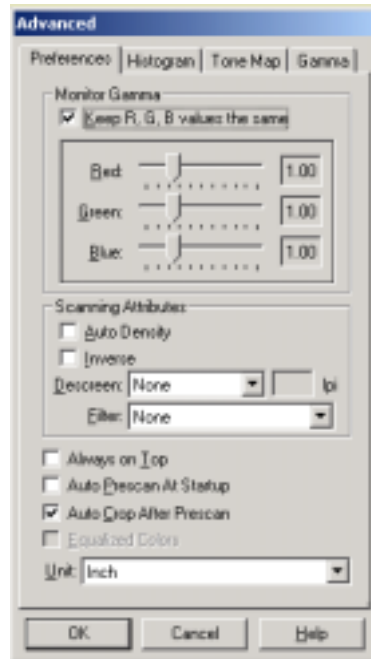 Advanced
Preferences Histogram Tone Map Gamma
Monitor Gamma
Keep R, G, B values the same
Red: 1.00
Green: 1.00
Blue: 1.00
Scanning Attributes
Auto Density
Inverse
Descreen: None lpi
Filter: None
Always on Top
Auto Prescan At Startup
Auto Crop After Prescan
Equalized Colors
Unit: Inch
OK Cancel Help